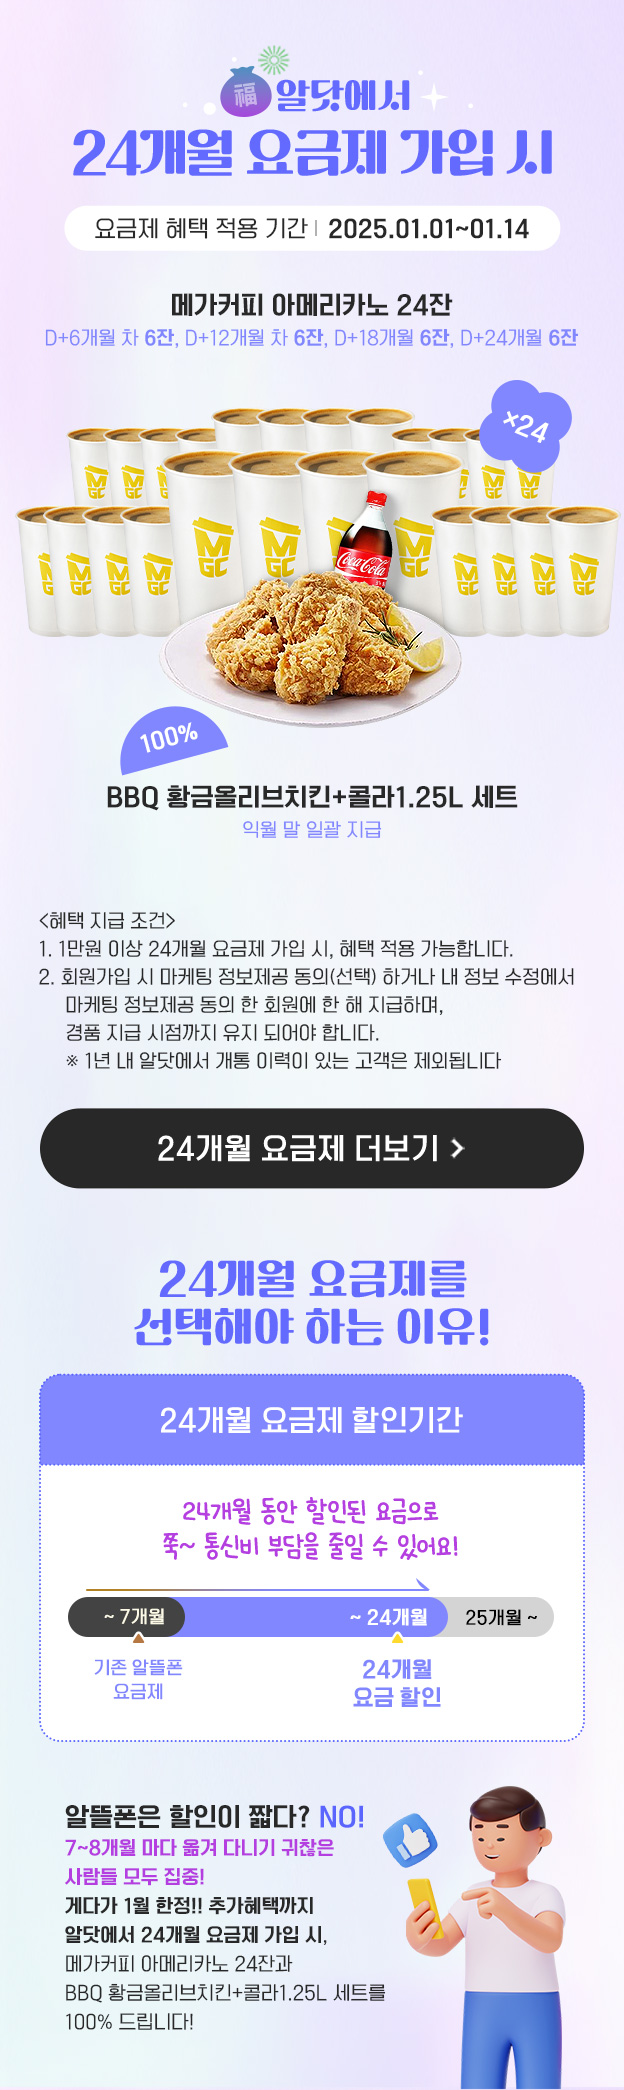 福 알닷에서
24개월 요금제 가입 시
요금제 혜택 적용 기간 | 2025.01.01~01.14
메가커피 아메리카노 24잔
D+6개월 차 6잔, D+12개월 차 6잔, D+18개월 6잔, D+24개월 6잔
×24
MGC
Coca-Cola
100%
BBQ 황금올리브치킨+콜라1.25L 세트
익월 말 일괄 지급
<혜택 지급 조건>
1. 1만원 이상 24개월 요금제 가입 시, 혜택 적용 가능합니다.
2. 회원가입 시 마케팅 정보제공 동의(선택) 하거나 내 정보 수정에서
마케팅 정보제공 동의 한 회원에 한 해 지급하며,
경품 지급 시점까지 유지 되어야 합니다.
※ 1년 내 알닷에서 개통 이력이 있는 고객은 제외됩니다
24개월 요금제 더보기 >
24개월 요금제를
선택해야 하는 이유!
24개월 요금제 할인기간
24개월 동안 할인된 요금으로
쭉~ 통신비 부담을 줄일 수 있어요!
~ 7개월 ~ 24개월 25개월 ~
기존 알뜰폰 24개월
요금제 요금 할인
알뜰폰은 할인이 짧다? NO!
7~8개월 마다 옮겨 다니기 귀찮은
사람들 모두 집중!
게다가 1월 한정!! 추가혜택까지
알닷에서 24개월 요금제 가입 시,
메가커피 아메리카노 24잔과
BBQ 황금올리브치킨+콜라1.25L 세트를
100% 드립니다!